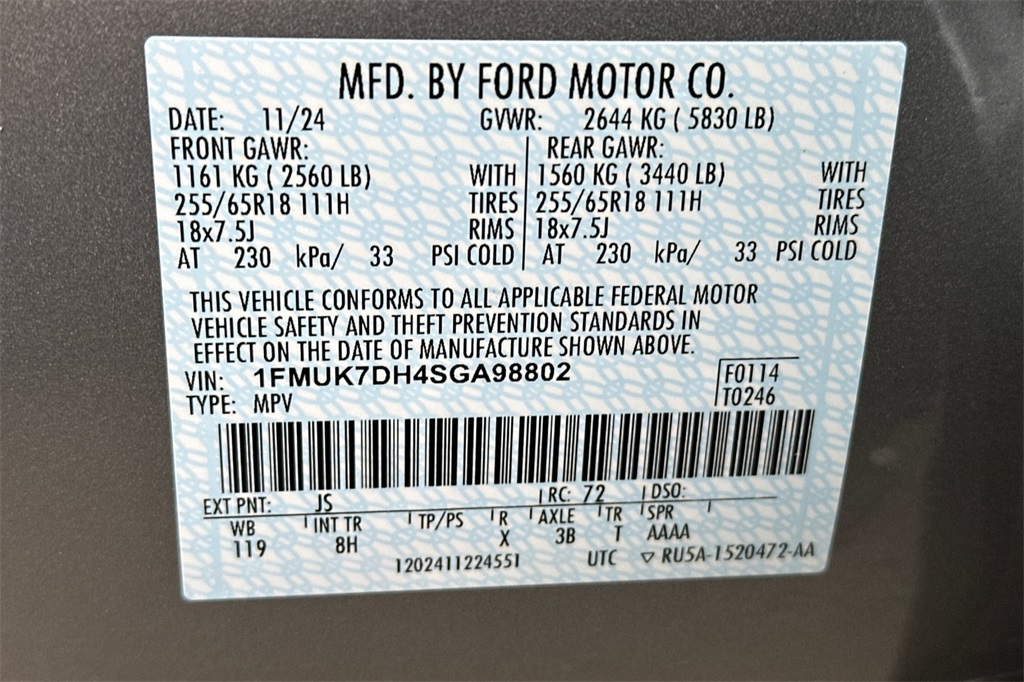 MFD. BY FORD MOTOR CO.
DATE: 11/24 GVWR: 2644 KG ( 5830 LB)
FRONT GAWR: REAR GAWR:
1161 KG ( 2560 LB) WITH 1560 KG ( 3440 LB) WITH
255/65R18 111H TIRES 255/65R18 111H TIRES
18x7.5J RIMS 18x7.5J RIMS
AT 230 kPa/ 33 PSI COLD AT 230 kPa/ 33 PSI COLD
THIS VEHICLE CONFORMS TO ALL APPLICABLE FEDERAL MOTOR
VEHICLE SAFETY AND THEFT PREVENTION STANDARDS IN
EFFECT ON THE DATE OF MANUFACTURE SHOWN ABOVE.
VIN: 1FMUK7DH4SGA98802 F0114
TYPE: MPV T0246
EXT PNT: JS RC: 72 DSO:
WB INT TR TP/PS R AXLE TR SPR
119 8H X 3B T AAAA
1202411224551 UTC ▽ RU5A-1520472-AA